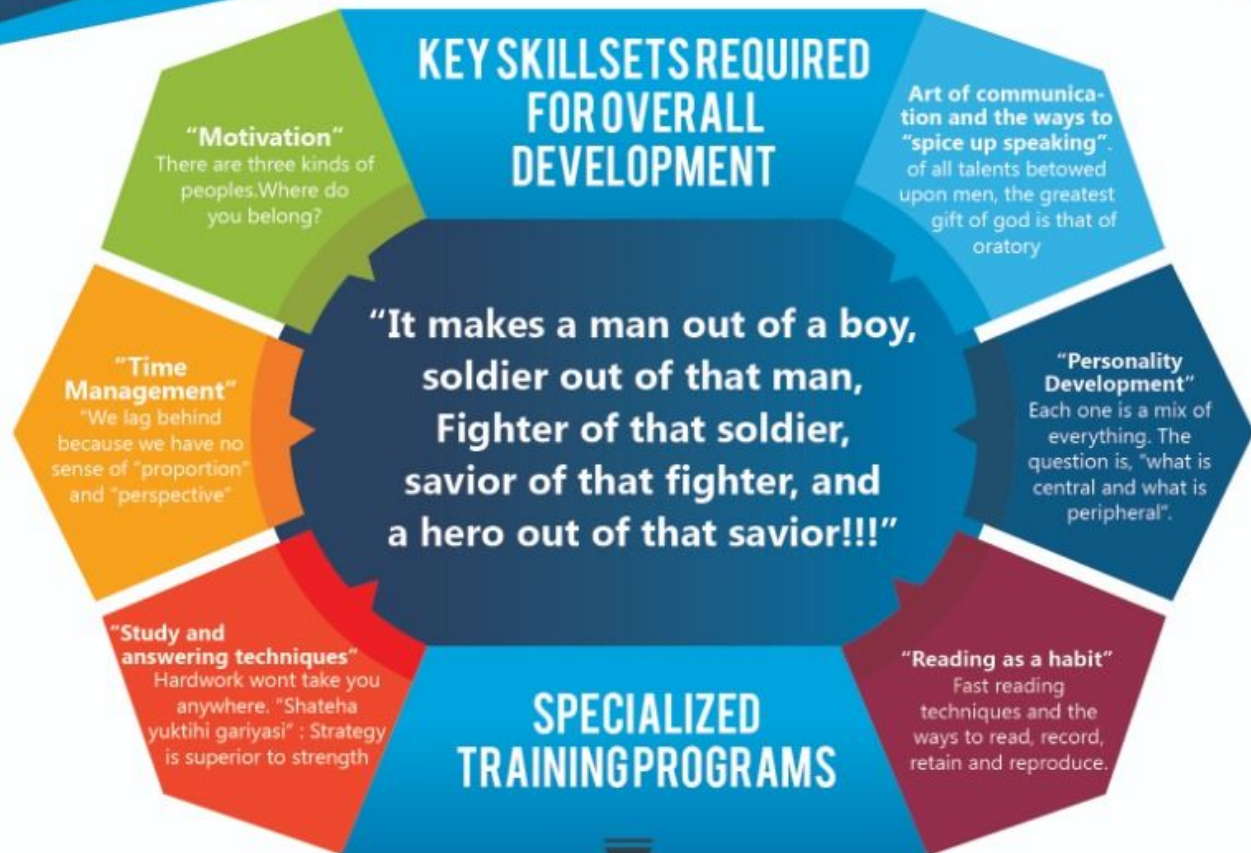 KEY SKILLSETS REQUIRED
FOR OVERALL
DEVELOPMENT
"Motivation"
There are three kinds of
peoples.Where do
you belong?
Art of communica-
tion and the ways to
"spice up speaking".
of all talents betowed
upon men, the greatest
gift of god is that of
oratory
"Time
Management"
"We lag behind
because we have no
sense of "proportion"
and "perspective"
"It makes a man out of a boy,
soldier out of that man,
Fighter of that soldier,
savior of that fighter, and
a hero out of that savior!!!"
"Personality
Development"
Each one is a mix of
everything. The
question is, "what is
central and what is
peripheral".
"Study and
answering techniques"
Hardwork wont take you
anywhere. "Shateha
yuktihi gariyasi" : Strategy
is superior to strength
"Reading as a habit"
Fast reading
techniques and the
ways to read, record,
retain and reproduce.
SPECIALIZED
TRAINING PROGRAMS